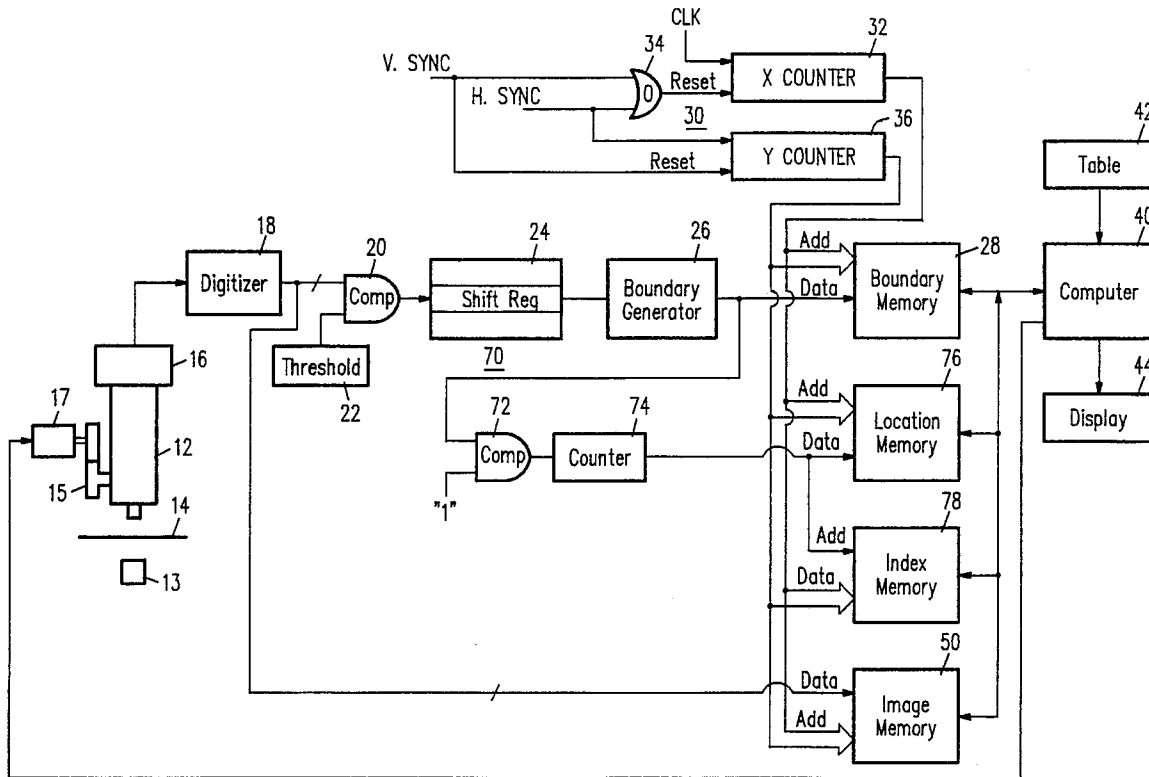 CLK
32
34
V. SYNC
X COUNTER
0
Reset
H. SYNC
30
36
42
Y COUNTER
Reset
Table
18
20
24
26
Add
28
40
Digitizer
Comp
Shift Reg
Boundary
Generator
Data
Boundary
Memory
Computer
16
Threshold
22
70
76
44
17
72
74
Add
Location
Memory
Display
12
Comp
Counter
Data
15
"1"
14
78
Add
Index
Memory
13
Data
50
Data
Image
Memory
Add